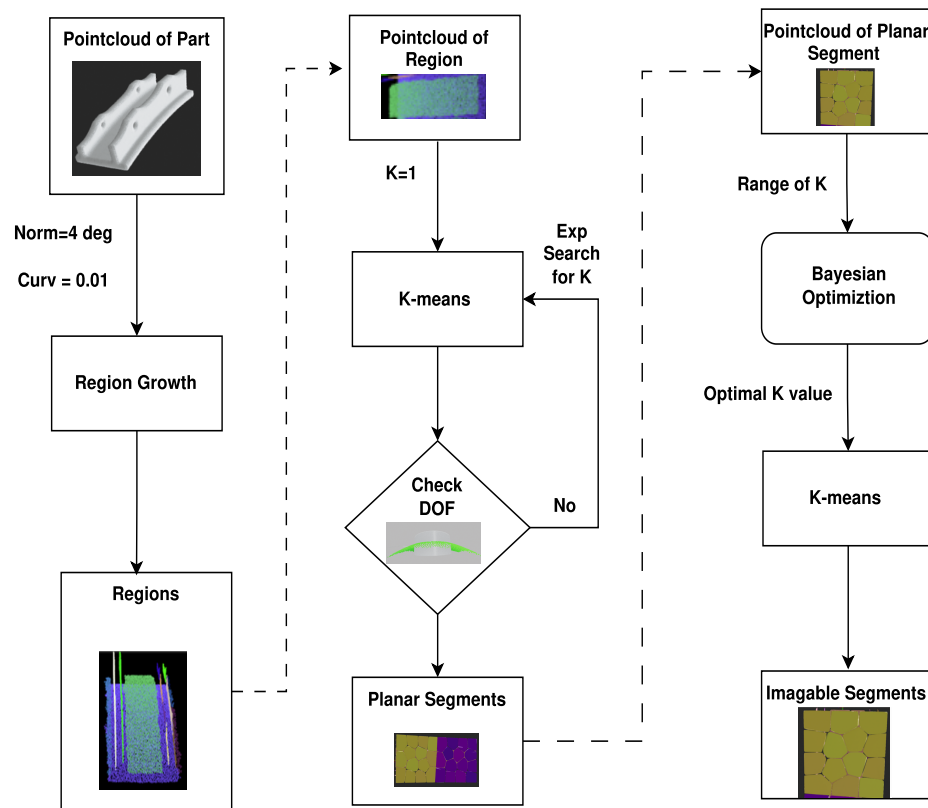 Pointcloud of Part
Norm=4 deg
Curv = 0.01
Region Growth
Regions
Pointcloud of
Region
K=1
Exp
Search
for K
K-means
Check
DOF
No
Planar Segments
Pointcloud of Planar
Segment
Range of K
Bayesian
Optimiztion
Optimal K value
K-means
Imagable Segments